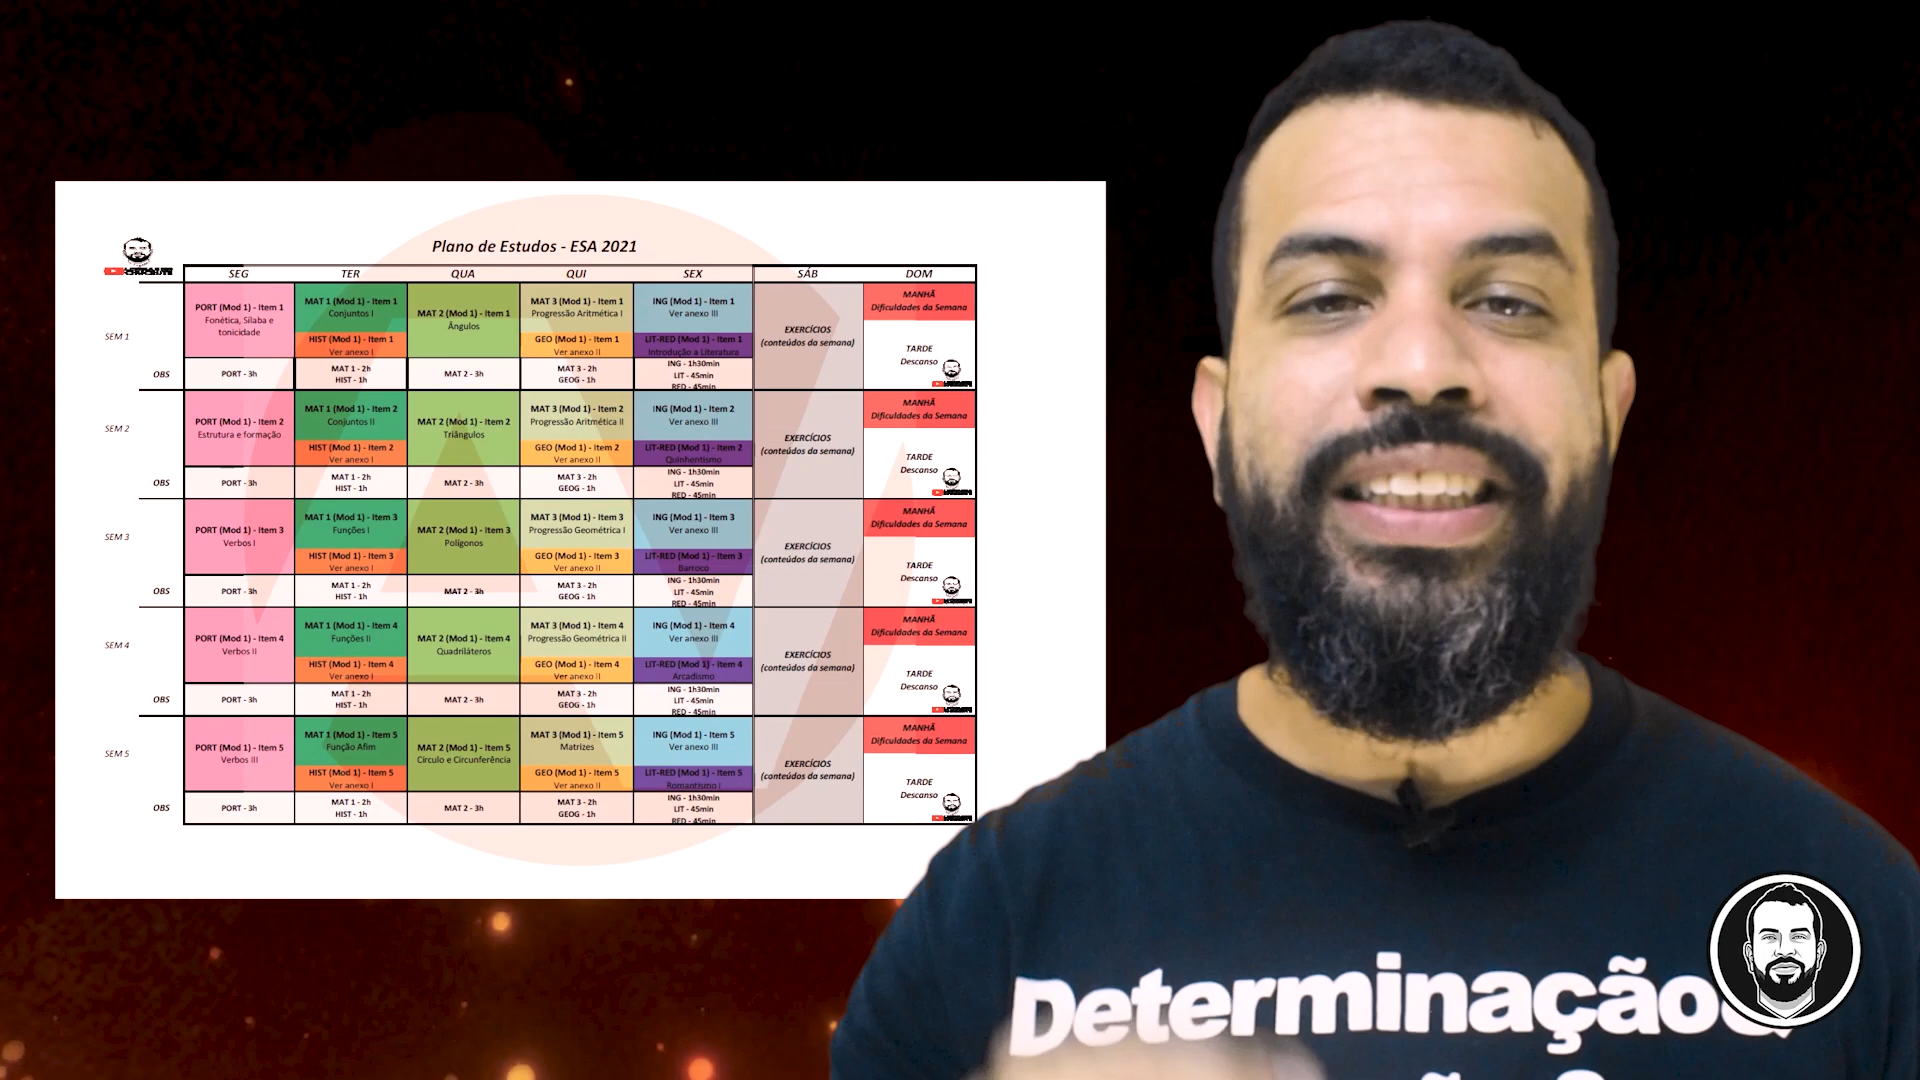 Plano de Estudos - ESA 2021
SEG TER QUA QUI SEX SÁB DOM
SEM 1
PORT (Mod 1) - Item 1
Fonética, Sílaba e
tonicidade
MAT 1 (Mod 1) - Item 1
Conjuntos I
HIST (Mod 1) - Item 1
Ver anexo I
MAT 2 (Mod 1) - Item 1
Ângulos
MAT 3 (Mod 1) - Item 1
Progressão Aritmética I
GEO (Mod 1) - Item 1
Ver anexo II
ING (Mod 1) - Item 1
Ver anexo III
LIT-RED (Mod 1) - Item 1
Introdução a Literatura
EXERCÍCIOS
(conteúdos da semana)
MANHÃ
Dificuldades da Semana
TARDE
Descanso
OBS
PORT - 3h
MAT 1 - 2h
HIST - 1h
MAT 2 - 3h
MAT 3 - 2h
GEOG - 1h
ING - 1h30min
LIT - 45min
RED - 45min
SEM 2
PORT (Mod 1) - Item 2
Estrutura e formação
MAT 1 (Mod 1) - Item 2
Conjuntos II
HIST (Mod 1) - Item 2
Ver anexo I
MAT 2 (Mod 1) - Item 2
Triângulos
MAT 3 (Mod 1) - Item 2
Progressão Aritmética II
GEO (Mod 1) - Item 2
Ver anexo II
ING (Mod 1) - Item 2
Ver anexo III
LIT-RED (Mod 1) - Item 2
Quinhentismo
EXERCÍCIOS
(conteúdos da semana)
MANHÃ
Dificuldades da Semana
TARDE
Descanso
OBS
PORT - 3h
MAT 1 - 2h
HIST - 1h
MAT 2 - 3h
MAT 3 - 2h
GEOG - 1h
ING - 1h30min
LIT - 45min
RED - 45min
SEM 3
PORT (Mod 1) - Item 3
Verbos I
MAT 1 (Mod 1) - Item 3
Funções I
HIST (Mod 1) - Item 3
Ver anexo I
MAT 2 (Mod 1) - Item 3
Polígonos
MAT 3 (Mod 1) - Item 3
Progressão Geométrica I
GEO (Mod 1) - Item 3
Ver anexo II
ING (Mod 1) - Item 3
Ver anexo III
LIT-RED (Mod 1) - Item 3
Barroco
EXERCÍCIOS
(conteúdos da semana)
MANHÃ
Dificuldades da Semana
TARDE
Descanso
OBS
PORT - 3h
MAT 1 - 2h
HIST - 1h
MAT 2 - 3h
MAT 3 - 2h
GEOG - 1h
ING - 1h30min
LIT - 45min
RED - 45min
SEM 4
PORT (Mod 1) - Item 4
Verbos II
MAT 1 (Mod 1) - Item 4
Funções II
HIST (Mod 1) - Item 4
Ver anexo I
MAT 2 (Mod 1) - Item 4
Quadriláteros
MAT 3 (Mod 1) - Item 4
Progressão Geométrica II
GEO (Mod 1) - Item 4
Ver anexo II
ING (Mod 1) - Item 4
Ver anexo III
LIT-RED (Mod 1) - Item 4
Arcadismo
EXERCÍCIOS
(conteúdos da semana)
MANHÃ
Dificuldades da Semana
TARDE
Descanso
OBS
PORT - 3h
MAT 1 - 2h
HIST - 1h
MAT 2 - 3h
MAT 3 - 2h
GEOG - 1h
ING - 1h30min
LIT - 45min
RED - 45min
SEM 5
PORT (Mod 1) - Item 5
Verbos III
MAT 1 (Mod 1) - Item 5
Função Afim
HIST (Mod 1) - Item 5
Ver anexo I
MAT 2 (Mod 1) - Item 5
Círculo e Circunferência
MAT 3 (Mod 1) - Item 5
Matrizes
GEO (Mod 1) - Item 5
Ver anexo II
ING (Mod 1) - Item 5
Ver anexo III
LIT-RED (Mod 1) - Item 5
Romantismo I
EXERCÍCIOS
(conteúdos da semana)
MANHÃ
Dificuldades da Semana
TARDE
Descanso
OBS
PORT - 3h
MAT 1 - 2h
HIST - 1h
MAT 2 - 3h
MAT 3 - 2h
GEOG - 1h
ING - 1h30min
LIT - 45min
RED - 45min
Determinação